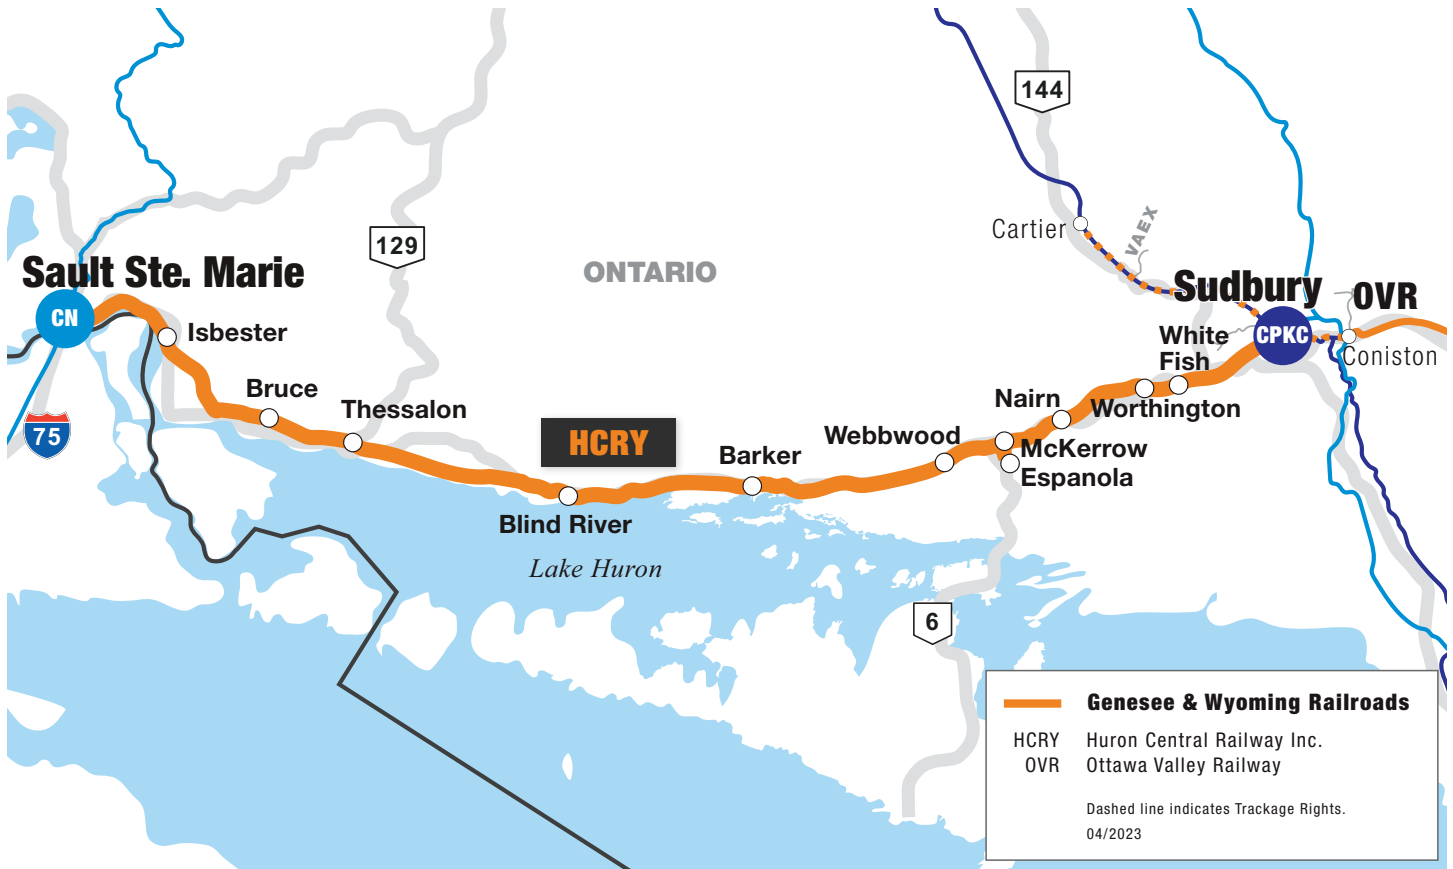 144
Cartier
VAEX
129
ONTARIO
Sault Ste. Marie
CN
Isbester
Sudbury
OVR
CPKC
Coniston
White
Fish
Bruce
Thessalon
75
HCRY
Barker
Webbwood
Nairn
Worthington
McKerrow
Espanola
Blind River
Lake Huron
6
Genesee & Wyoming Railroads
HCRY Huron Central Railway Inc.
OVR Ottawa Valley Railway
Dashed line indicates Trackage Rights.
04/2023